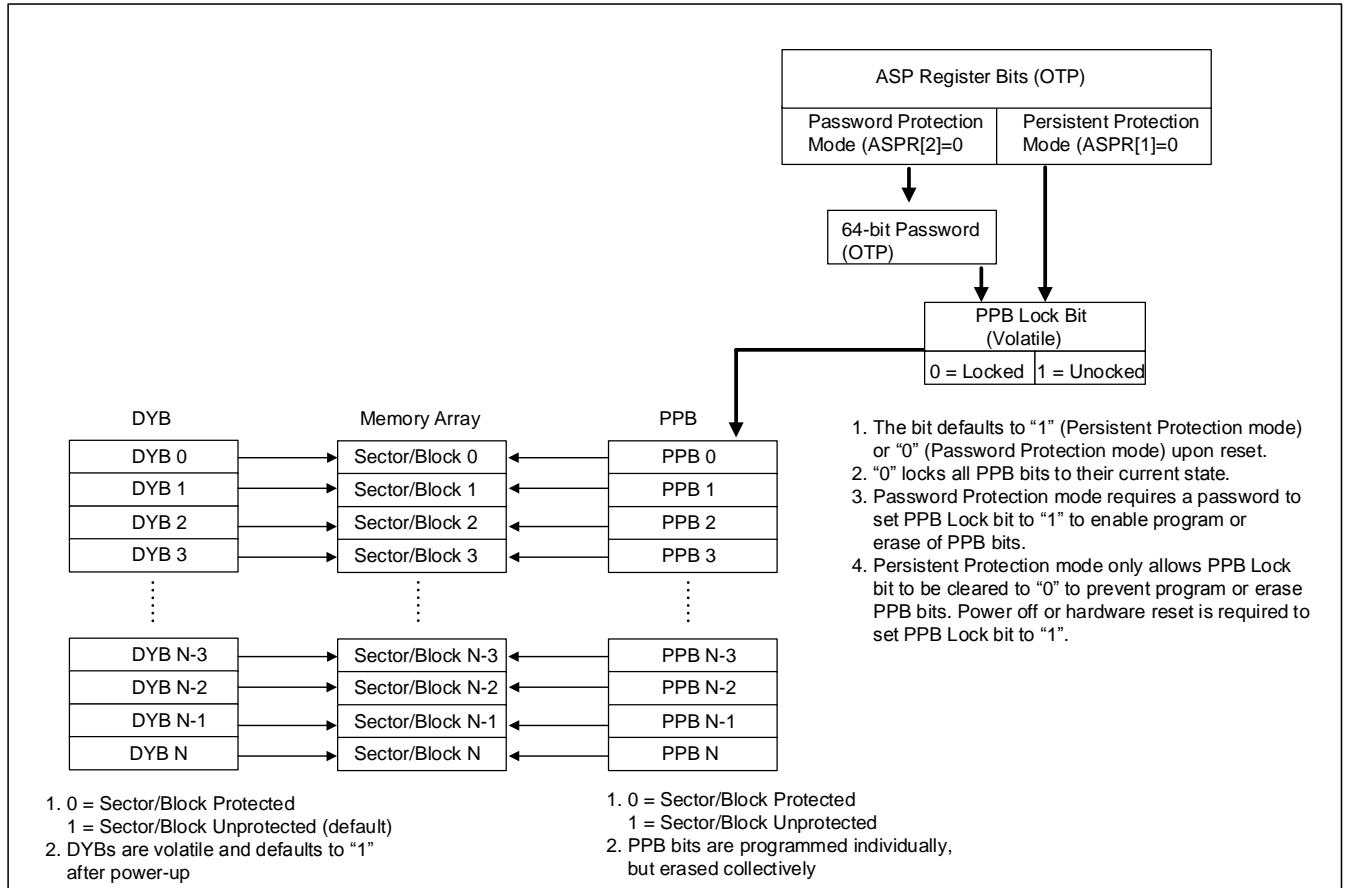 ASP Register Bits (OTP)
Password Protection
Mode (ASPR[2]=0
Persistent Protection
Mode (ASPR[1]=0
64-bit Password
(OTP)
PPB Lock Bit
(Volatile)
0 = Locked
1 = Unocked
1. The bit defaults to “1” (Persistent Protection mode)
or “0” (Password Protection mode) upon reset.
2. “0” locks all PPB bits to their current state.
3. Password Protection mode requires a password to
set PPB Lock bit to “1” to enable program or
erase of PPB bits.
4. Persistent Protection mode only allows PPB Lock
bit to be cleared to “0” to prevent program or erase
PPB bits. Power off or hardware reset is required to
set PPB Lock bit to “1”.
DYB
Memory Array
PPB
DYB 0
Sector/Block 0
PPB 0
DYB 1
Sector/Block 1
PPB 1
DYB 2
Sector/Block 2
PPB 2
DYB 3
Sector/Block 3
PPB 3
DYB N-3
Sector/Block N-3
PPB N-3
DYB N-2
Sector/Block N-2
PPB N-2
DYB N-1
Sector/Block N-1
PPB N-1
DYB N
Sector/Block N
PPB N
1. 0 = Sector/Block Protected
1 = Sector/Block Unprotected (default)
2. DYBs are volatile and defaults to “1”
after power-up
1. 0 = Sector/Block Protected
1 = Sector/Block Unprotected
2. PPB bits are programmed individually,
but erased collectively